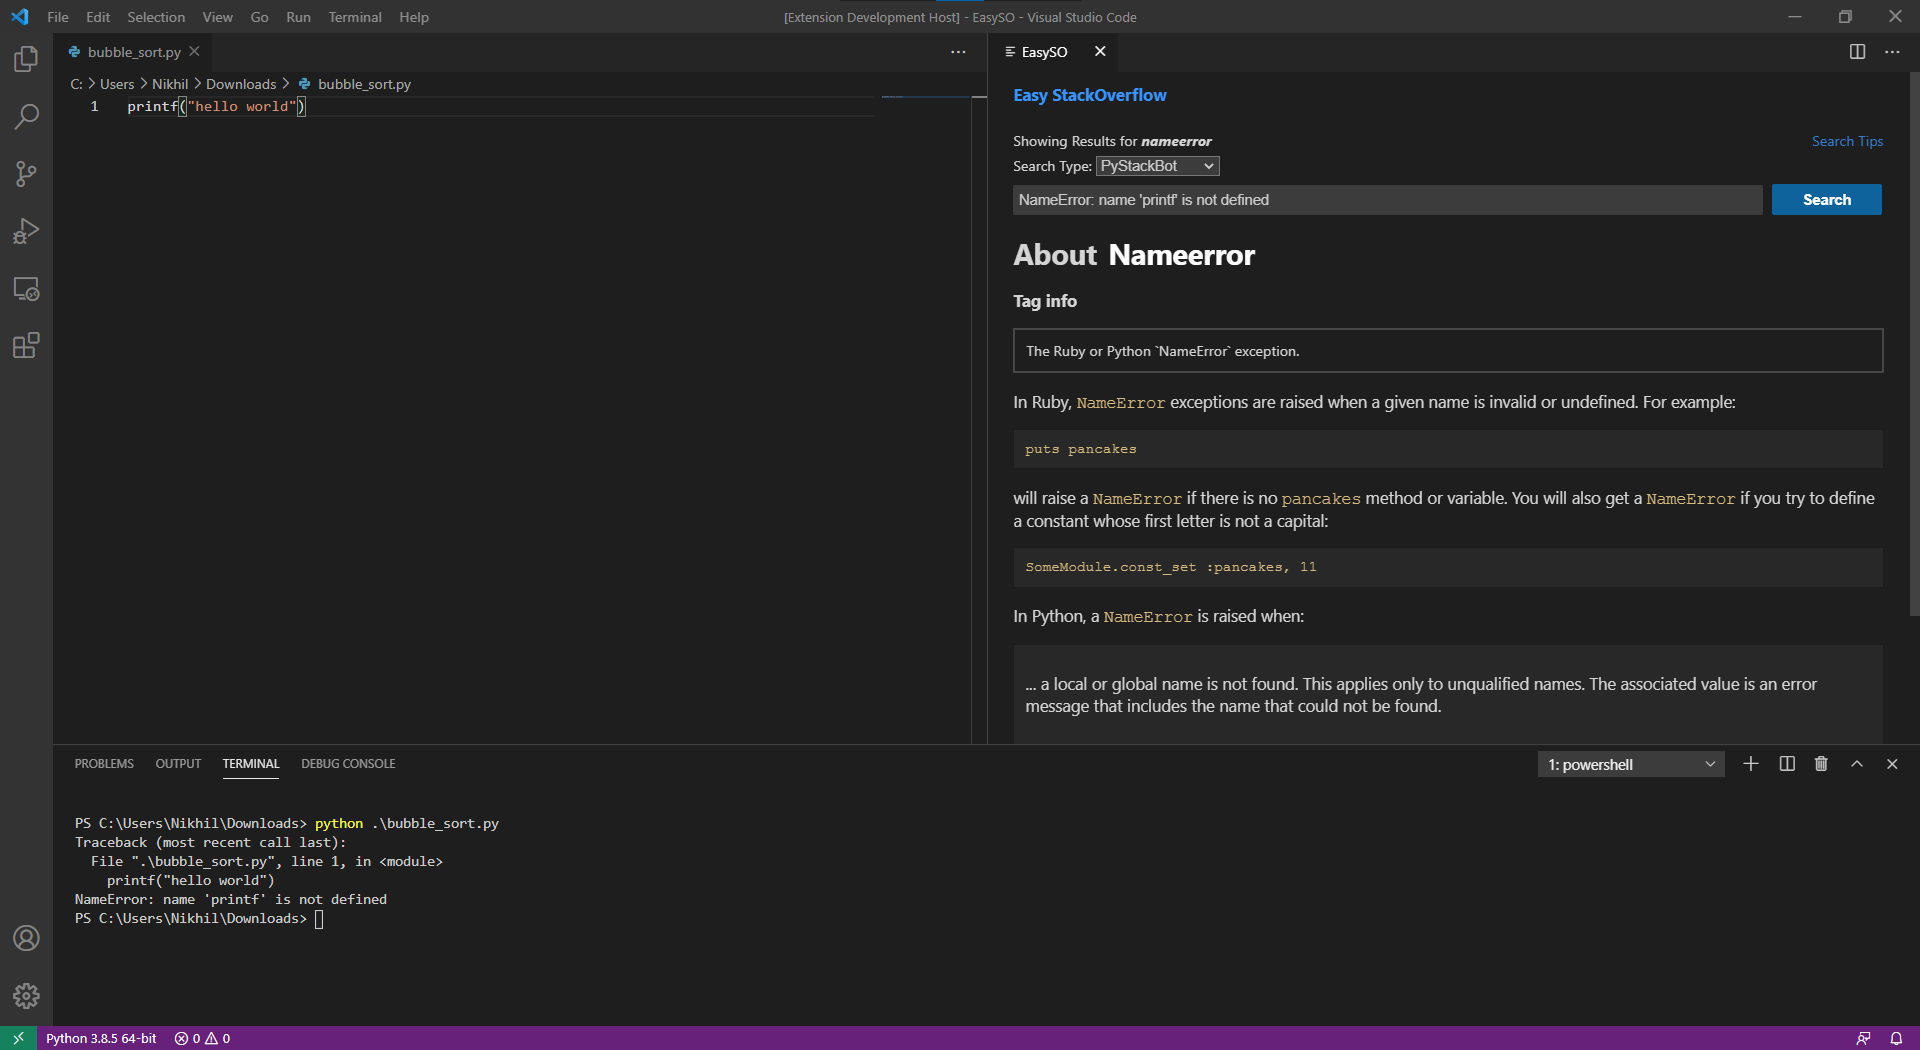 File Edit Selection View Go Run Terminal Help
[Extension Development Host] - EasySO - Visual Studio Code
bubble_sort.py
C: > Users > Nikhil > Downloads > bubble_sort.py
1 printf("hello world")
EasySO
Easy StackOverflow
Showing Results for nameerror
Search Tips
Search Type: PyStackBot
NameError: name 'printf' is not defined
Search
About Nameerror
Tag info
The Ruby or Python `NameError` exception.
In Ruby, NameError exceptions are raised when a given name is invalid or undefined. For example:
puts pancakes
will raise a NameError if there is no pancakes method or variable. You will also get a NameError if you try to define
a constant whose first letter is not a capital:
SomeModule.const_set :pancakes, 11
In Python, a NameError is raised when:
... a local or global name is not found. This applies only to unqualified names. The associated value is an error
message that includes the name that could not be found.
PROBLEMS OUTPUT TERMINAL DEBUG CONSOLE
1: powershell
PS C:\Users\Nikhil\Downloads> python .\bubble_sort.py
Traceback (most recent call last):
File ".\bubble_sort.py", line 1, in <module>
printf("hello world")
NameError: name 'printf' is not defined
PS C:\Users\Nikhil\Downloads>
Python 3.8.5 64-bit 0 0